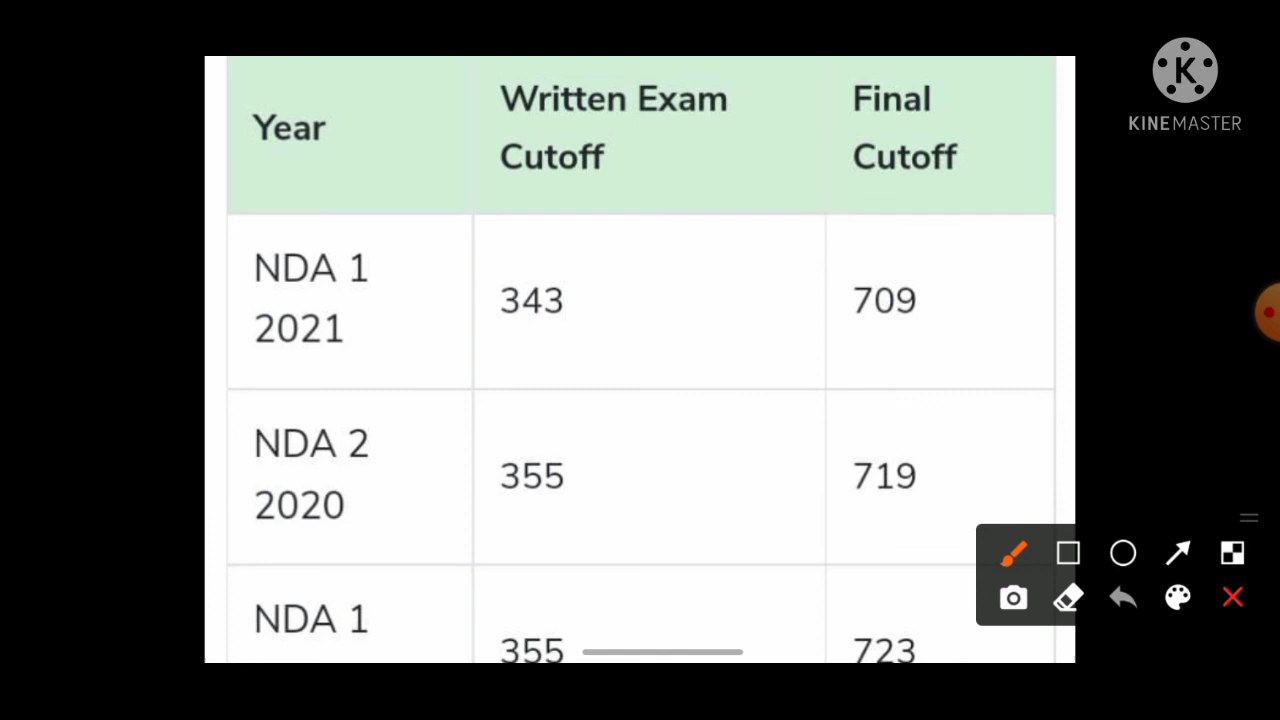 K
KINEMASTER
Year
Written Exam
Cutoff
Final
Cutoff
NDA 1
2021
343
709
NDA 2
2020
355
719
NDA 1
355
723